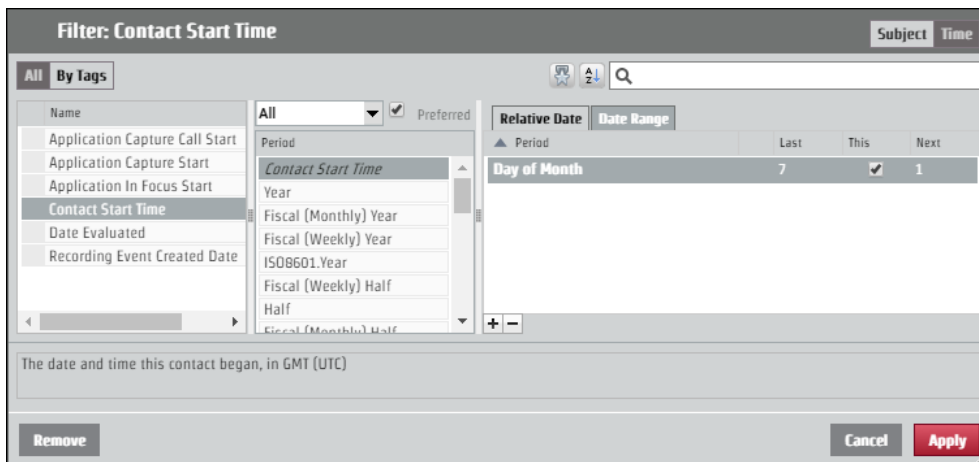 Filter: Contact Start Time
Subject Time
All By Tags
Name
Application Capture Call Start
Application Capture Start
Application In Focus Start
Contact Start Time
Date Evaluated
Recording Event Created Date
All Preferred
Period
Contact Start Time
Year
Fiscal (Monthly) Year
Fiscal (Weekly) Year
ISO8601.Year
Fiscal (Weekly) Half
Half
Fiscal (Monthly) Half
Relative Date Date Range
Period Last This Next
Day of Month 7 1
The date and time this contact began, in GMT (UTC)
Remove Cancel Apply